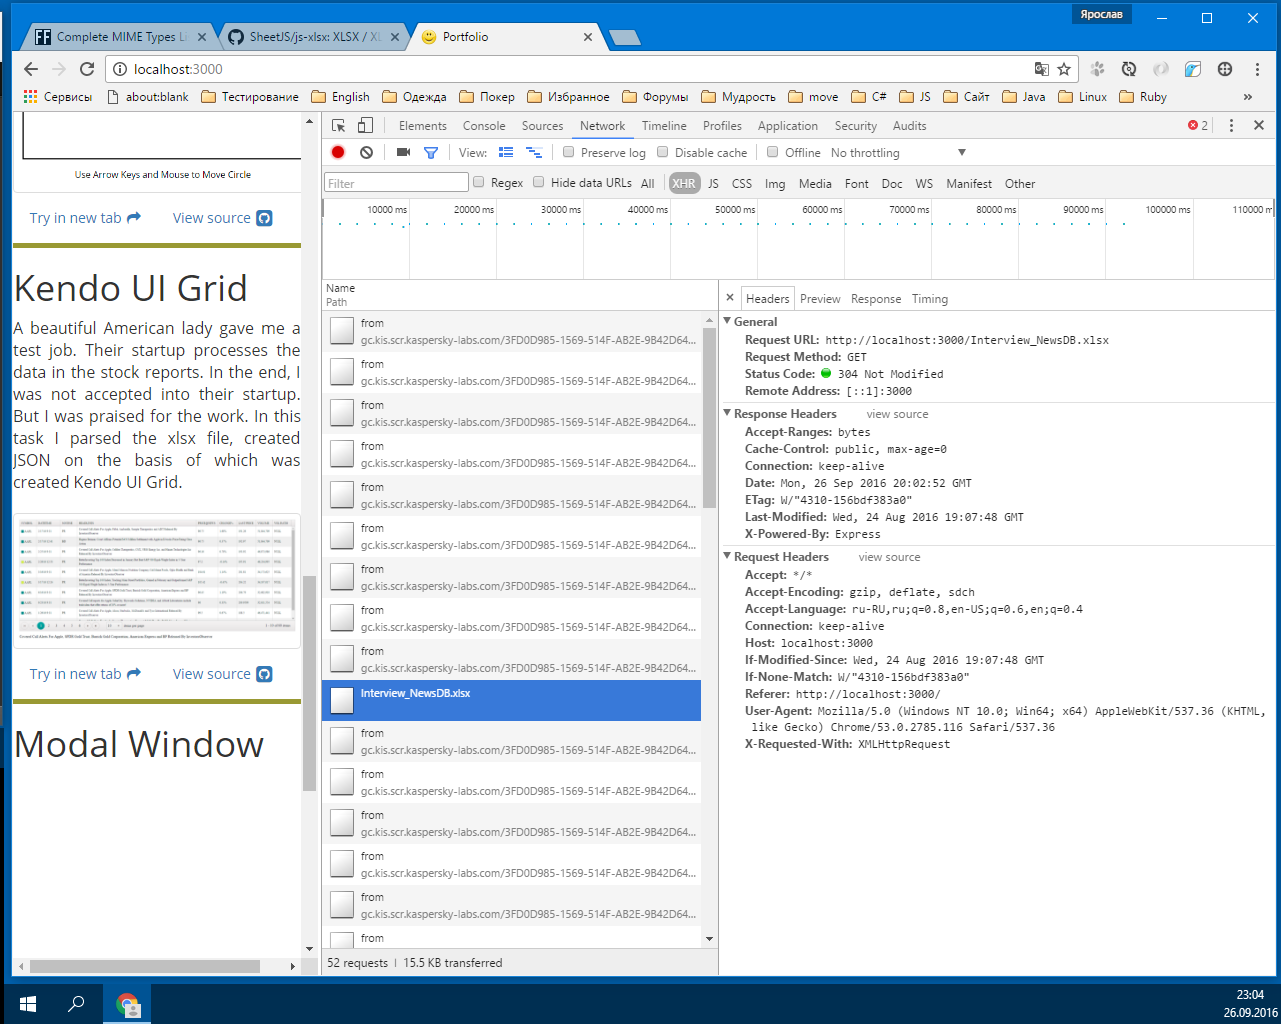 Ярослав
Complete MIME Types Li
SheetJS/js-xlsx: XLSX / XL
Portfolio
localhost:3000
Сервисы
about:blank
Тестирование
English
Одежда
Покер
Избранное
Форумы
Мудрость
move
C#
JS
Сайт
Java
Linux
Ruby
»
Use Arrow Keys and Mouse to Move Circle
Try in new tab
View source
Kendo UI Grid
A beautiful American lady gave me a
test job. Their startup processes the
data in the stock reports. In the end, I
was not accepted into their startup.
But I was praised for the work. In this
task I parsed the xlsx file, created
JSON on the basis of which was
created Kendo UI Grid.
Try in new tab
View source
Modal Window
Elements
Console
Sources
Network
Timeline
Profiles
Application
Security
Audits
2
View:
Preserve log
Disable cache
Offline
No throttling
Filter
Regex
Hide data URLs
All
XHR
JS
CSS
Img
Media
Font
Doc
WS
Manifest
Other
10000 ms
20000 ms
30000 ms
40000 ms
50000 ms
60000 ms
70000 ms
80000 ms
90000 ms
100000 ms
110000 m
Name
Path
from
gc.kis.scr.kaspersky-labs.com/3FD0D985-1569-514F-AB2E-9B42D64...
from
gc.kis.scr.kaspersky-labs.com/3FD0D985-1569-514F-AB2E-9B42D64...
from
gc.kis.scr.kaspersky-labs.com/3FD0D985-1569-514F-AB2E-9B42D64...
from
gc.kis.scr.kaspersky-labs.com/3FD0D985-1569-514F-AB2E-9B42D64...
from
gc.kis.scr.kaspersky-labs.com/3FD0D985-1569-514F-AB2E-9B42D64...
from
gc.kis.scr.kaspersky-labs.com/3FD0D985-1569-514F-AB2E-9B42D64...
from
gc.kis.scr.kaspersky-labs.com/3FD0D985-1569-514F-AB2E-9B42D64...
from
gc.kis.scr.kaspersky-labs.com/3FD0D985-1569-514F-AB2E-9B42D64...
from
gc.kis.scr.kaspersky-labs.com/3FD0D985-1569-514F-AB2E-9B42D64...
Interview_NewsDB.xlsx
from
gc.kis.scr.kaspersky-labs.com/3FD0D985-1569-514F-AB2E-9B42D64...
from
gc.kis.scr.kaspersky-labs.com/3FD0D985-1569-514F-AB2E-9B42D64...
from
gc.kis.scr.kaspersky-labs.com/3FD0D985-1569-514F-AB2E-9B42D64...
from
gc.kis.scr.kaspersky-labs.com/3FD0D985-1569-514F-AB2E-9B42D64...
from
gc.kis.scr.kaspersky-labs.com/3FD0D985-1569-514F-AB2E-9B42D64...
from
52 requests | 15.5 KB transferred
Headers
Preview
Response
Timing
General
Request URL: http://localhost:3000/Interview_NewsDB.xlsx
Request Method: GET
Status Code: 304 Not Modified
Remote Address: [::1]:3000
Response Headers view source
Accept-Ranges: bytes
Cache-Control: public, max-age=0
Connection: keep-alive
Date: Mon, 26 Sep 2016 20:02:52 GMT
ETag: W/"4310-156bdf383a0"
Last-Modified: Wed, 24 Aug 2016 19:07:48 GMT
X-Powered-By: Express
Request Headers view source
Accept: */*
Accept-Encoding: gzip, deflate, sdch
Accept-Language: ru-RU,ru;q=0.8,en-US;q=0.6,en;q=0.4
Connection: keep-alive
Host: localhost:3000
If-Modified-Since: Wed, 24 Aug 2016 19:07:48 GMT
If-None-Match: W/"4310-156bdf383a0"
Referer: http://localhost:3000/
User-Agent: Mozilla/5.0 (Windows NT 10.0; Win64; x64) AppleWebKit/537.36 (KHTML,
like Gecko) Chrome/53.0.2785.116 Safari/537.36
X-Requested-With: XMLHttpRequest
23:04
26.09.2016